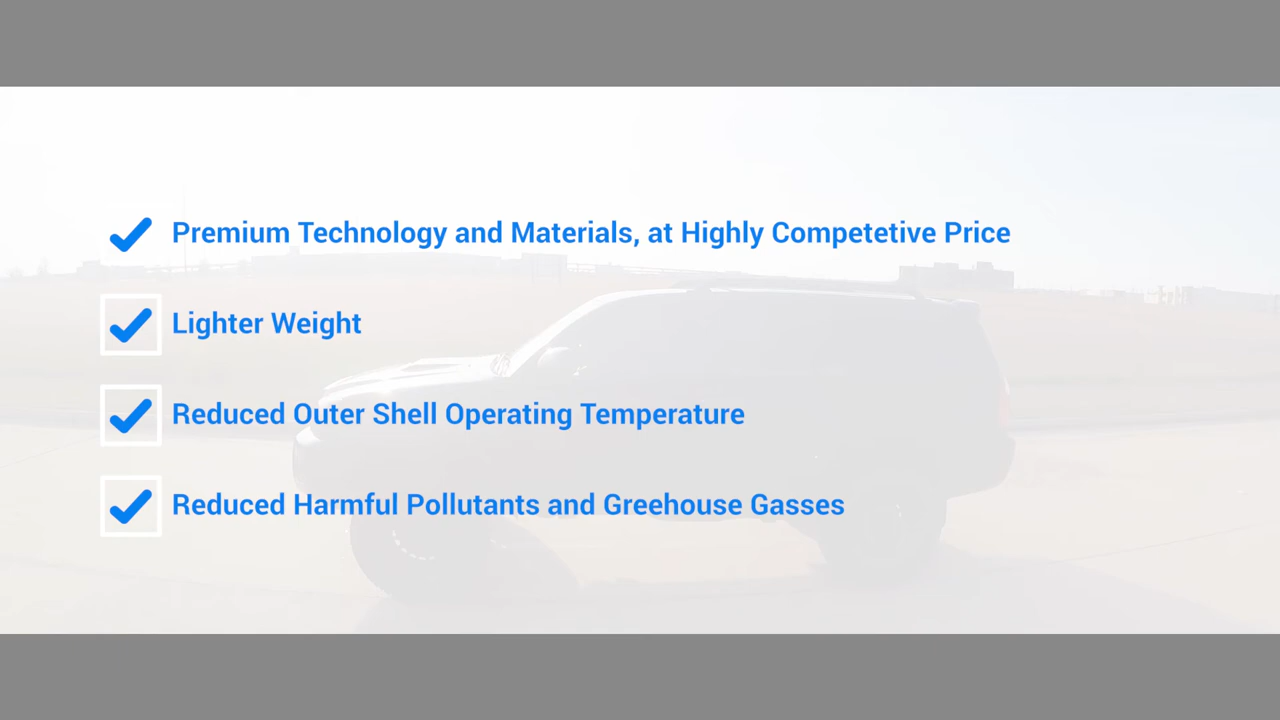 Premium Technology and Materials, at Highly Competetive Price
Lighter Weight
Reduced Outer Shell Operating Temperature
Reduced Harmful Pollutants and Greehouse Gasses